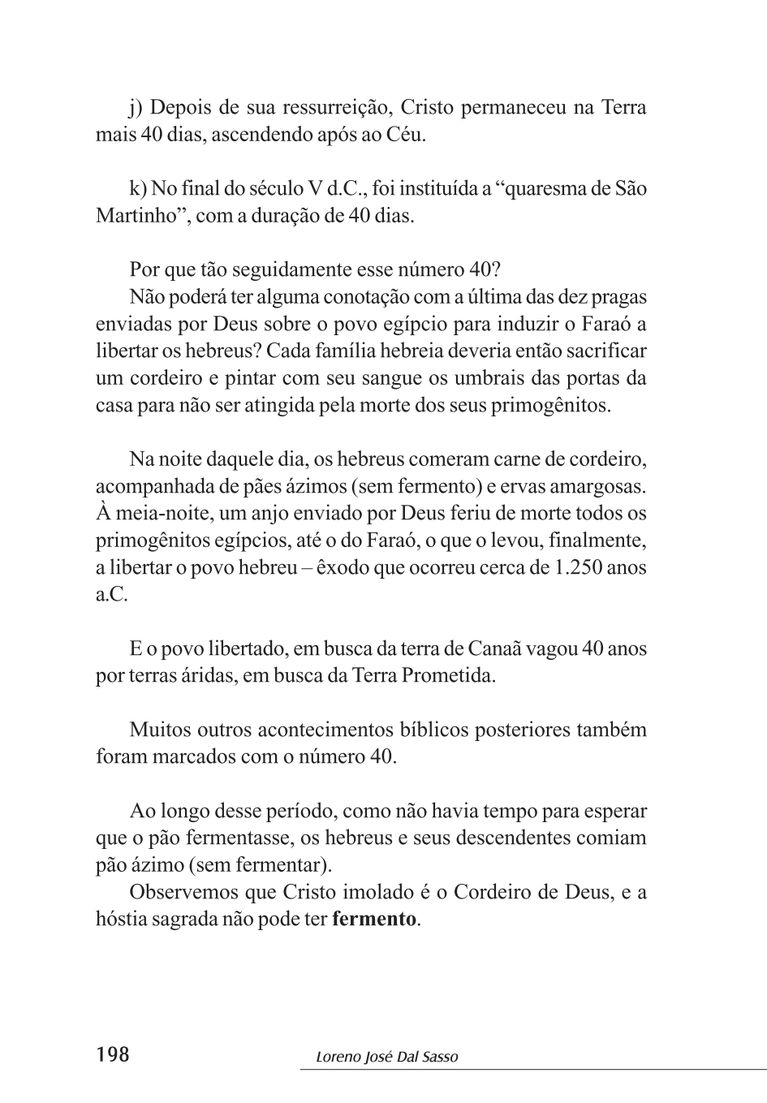 j) Depois de sua ressurreição, Cristo permaneceu na Terra
mais 40 dias, ascendendo após ao Céu.
k) No final do século V d.C., foi instituída a “quaresma de São
Martinho”, com a duração de 40 dias.
Por que tão seguidamente esse número 40?
Não poderá ter alguma conotação com a última das dez pragas
enviadas por Deus sobre o povo egípcio para induzir o Faraó a
libertar os hebreus? Cada família hebreia deveria então sacrificar
um cordeiro e pintar com seu sangue os umbrais das portas da
casa para não ser atingida pela morte dos seus primogênitos.
Na noite daquele dia, os hebreus comeram carne de cordeiro,
acompanhada de pães ázimos (sem fermento) e ervas amargosas.
À meia-noite, um anjo enviado por Deus feriu de morte todos os
primogênitos egípcios, até o do Faraó, o que o levou, finalmente,
a libertar o povo hebreu – êxodo que ocorreu cerca de 1.250 anos
a.C.
E o povo libertado, em busca da terra de Canaã vagou 40 anos
por terras áridas, em busca da Terra Prometida.
Muitos outros acontecimentos bíblicos posteriores também
foram marcados com o número 40.
Ao longo desse período, como não havia tempo para esperar
que o pão fermentasse, os hebreus e seus descendentes comiam
pão ázimo (sem fermentar).
Observemos que Cristo imolado é o Cordeiro de Deus, e a
hóstia sagrada não pode ter fermento.
198 Loreno José Dal Sasso